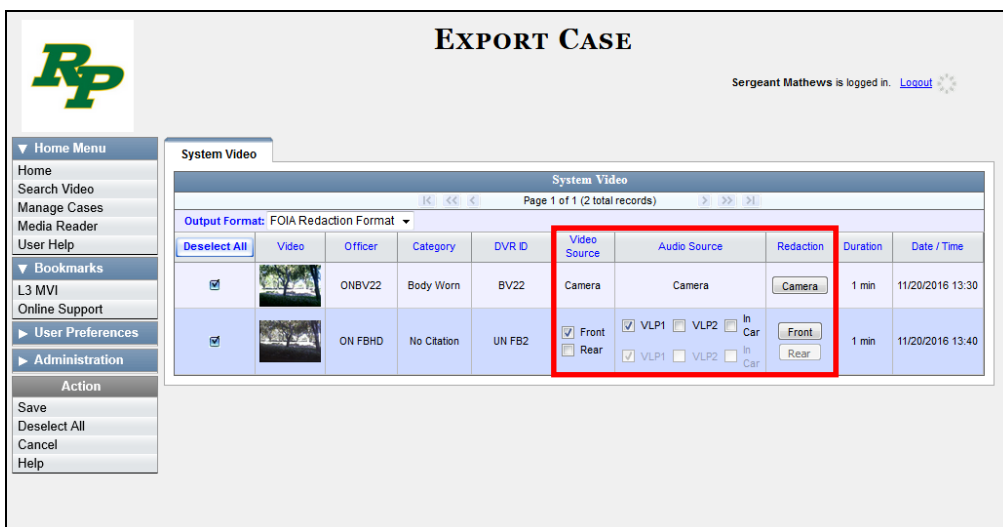 EXPORT CASE
RP
Sergeant Mathews is logged in. Logout
▼ Home Menu
Home
Search Video
Manage Cases
Media Reader
User Help
▼ Bookmarks
L3 MVI
Online Support
► User Preferences
► Administration
Action
Save
Deselect All
Cancel
Help
System Video
System Video
Page 1 of 1 (2 total records)
Output Format: FOIA Redaction Format
Deselect All Video Officer Category DVR ID Video Source Audio Source Redaction Duration Date / Time
ONBV22 Body Worn BV22 Camera Camera Camera 1 min 11/20/2016 13:30
ON FBHD No Citation UN FB2 Front VLP1 VLP2 In Car Front 1 min 11/20/2016 13:40
Rear VLP1 VLP2 In Car Rear